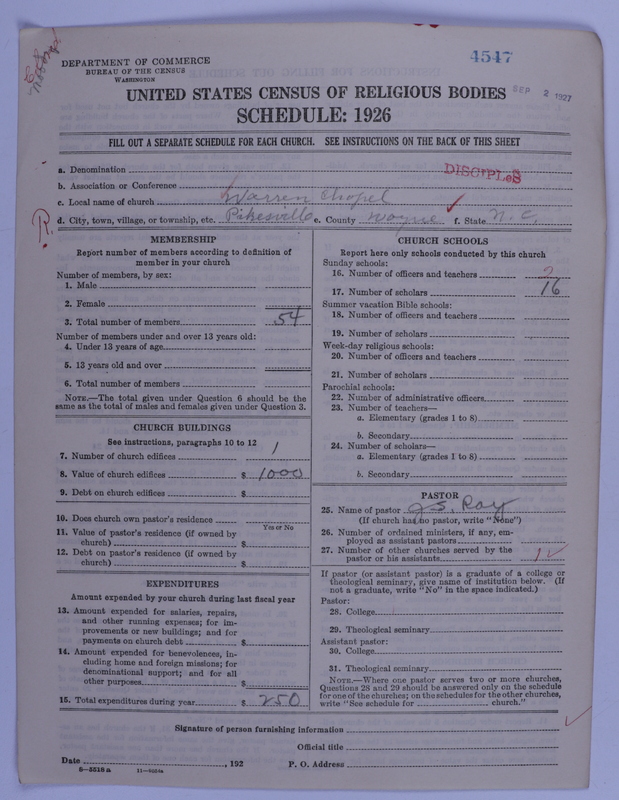 4547
DEPARTMENT OF COMMERCE
BUREAU OF THE CENSUS
WASHINGTON
SEP 2 1927
UNITED STATES CENSUS OF RELIGIOUS BODIES
SCHEDULE: 1926
FILL OUT A SEPARATE SCHEDULE FOR EACH CHURCH. SEE INSTRUCTIONS ON THE BACK OF THIS SHEET
a. Denomination DISCIPLES
b. Association or Conference
c. Local name of church Warren Chapel
d. City, town, village, or township, etc. Pikesville e. County Wayne f. State N. C.
R.
MEMBERSHIP
Report number of members according to definition of
member in your church
Number of members, by sex:
1. Male
2. Female
3. Total number of members 54
Number of members under and over 13 years old:
4. Under 13 years of age
5. 13 years old and over
6. Total number of members
NOTE.—The total given under Question 6 should be the
same as the total of males and females given under Question 3.
CHURCH BUILDINGS
See instructions, paragraphs 10 to 12
7. Number of church edifices 1
8. Value of church edifices $ 1000
9. Debt on church edifices $
10. Does church own pastor's residence
Yes or No
11. Value of pastor's residence (if owned by
church) $
12. Debt on pastor's residence (if owned by
church) $
EXPENDITURES
Amount expended by your church during last fiscal year
13. Amount expended for salaries, repairs,
and other running expenses; for im-
provements or new buildings; and for
payments on church debt $
14. Amount expended for benevolences, in-
cluding home and foreign missions; for
denominational support; and for all
other purposes $
15. Total expenditures during year $ 250
CHURCH SCHOOLS
Report here only schools conducted by this church
Sunday schools:
16. Number of officers and teachers 2
17. Number of scholars 16
Summer vacation Bible schools:
18. Number of officers and teachers
19. Number of scholars
Week-day religious schools:
20. Number of officers and teachers
21. Number of scholars
Parochial schools:
22. Number of administrative officers
23. Number of teachers—
a. Elementary (grades 1 to 8)
b. Secondary
24. Number of scholars—
a. Elementary (grades 1 to 8)
b. Secondary
PASTOR
25. Name of pastor J. S. Ray
(If church has no pastor, write "None")
26. Number of ordained ministers, if any, em-
ployed as assistant pastors
27. Number of other churches served by the
pastor or his assistants 1
If pastor (or assistant pastor) is a graduate of a college or
theological seminary, give name of institution below. (If
not a graduate, write "No" in the space indicated.)
Pastor:
28. College
29. Theological seminary
Assistant pastor:
30. College
31. Theological seminary
NOTE.—Where one pastor serves two or more churches,
Questions 28 and 29 should be answered only on the schedule
for one of the churches; on the schedules for the other churches,
write "See schedule for church."
Signature of person furnishing information
Official title
Date , 192 P. O. Address